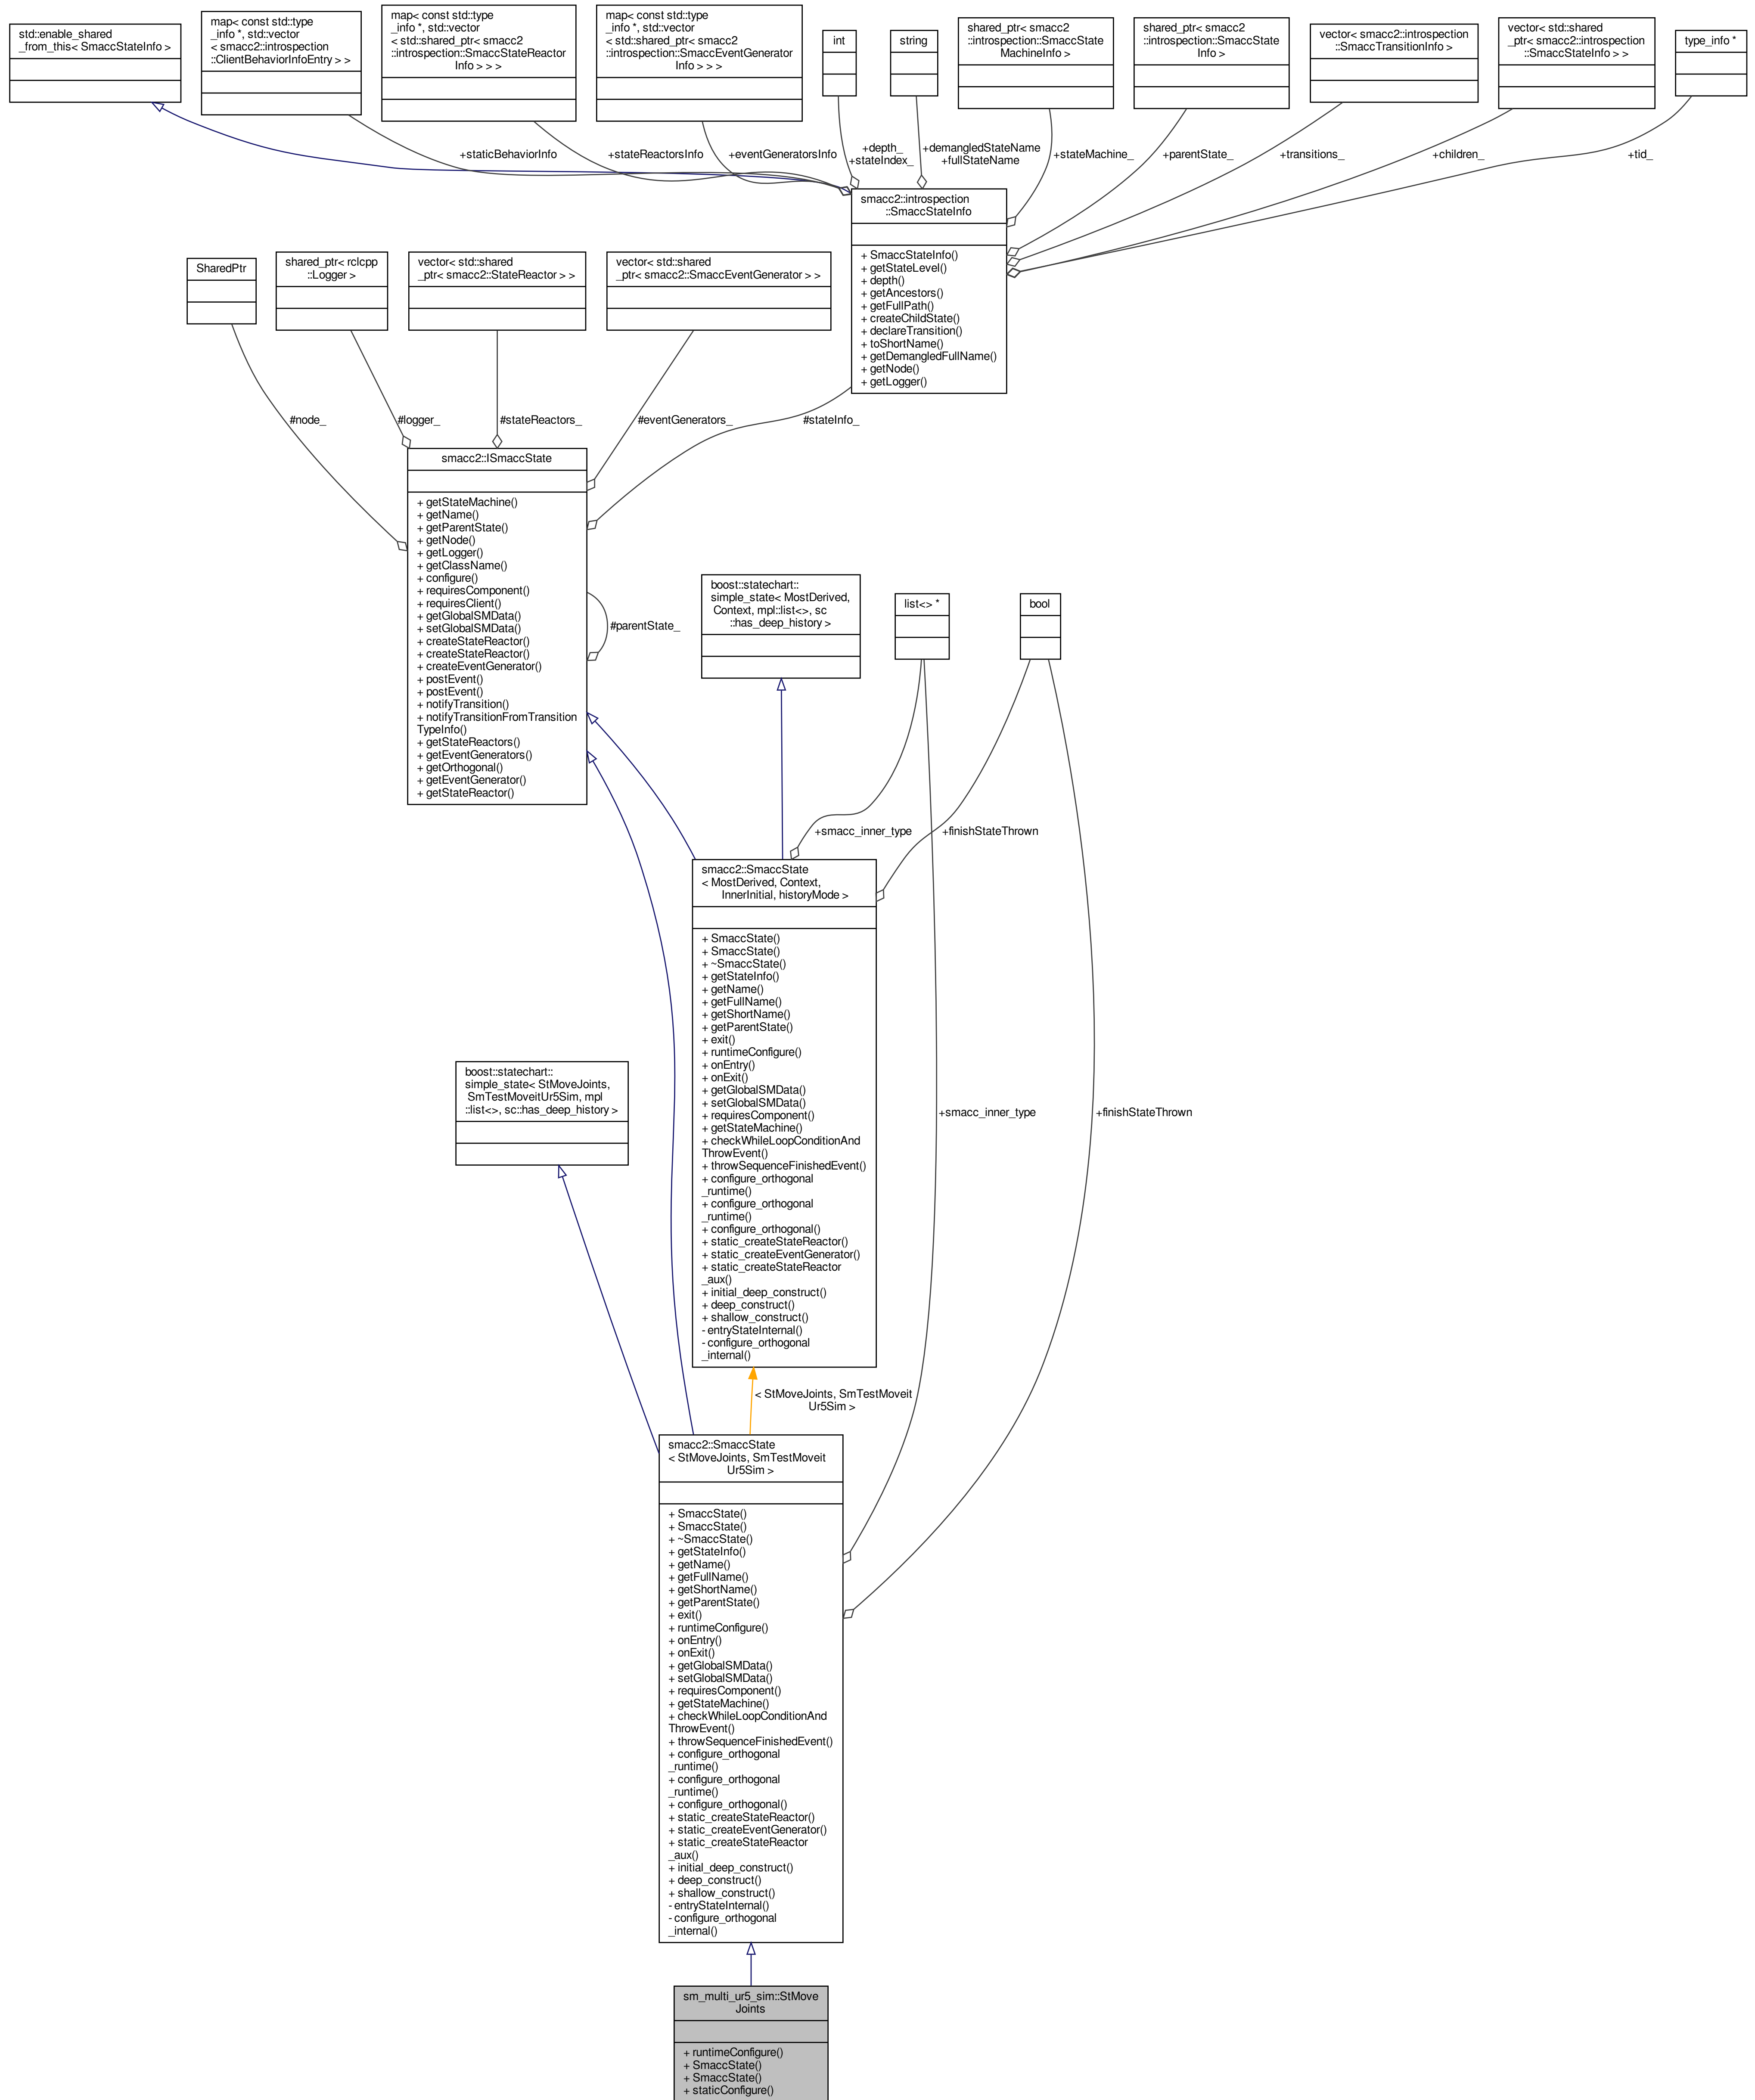 std::enable_shared
_from_this< SmaccStateInfo >
map< const std::type
_info *, std::vector
< smacc2::introspection
::ClientBehaviorInfoEntry > >
map< const std::type
_info *, std::vector
< std::shared_ptr< smacc2
::introspection::SmaccStateReactor
Info > > >
map< const std::type
_info *, std::vector
< std::shared_ptr< smacc2
::introspection::SmaccEventGenerator
Info > > >
int
string
shared_ptr< smacc2
::introspection::SmaccState
MachineInfo >
shared_ptr< smacc2
::introspection::SmaccState
Info >
vector< smacc2::introspection
::SmaccTransitionInfo >
vector< std::shared
_ptr< smacc2::introspection
::SmaccStateInfo > >
type_info *
+staticBehaviorInfo
+stateReactorsInfo
+eventGeneratorsInfo
+depth_
+stateIndex_
+demangledStateName
+fullStateName
+stateMachine_
+parentState_
+transitions_
+children_
+tid_
smacc2::introspection
::SmaccStateInfo
+ SmaccStateInfo()
+ getStateLevel()
+ depth()
+ getAncestors()
+ getFullPath()
+ createChildState()
+ declareTransition()
+ toShortName()
+ getDemangledFullName()
+ getNode()
+ getLogger()
SharedPtr
shared_ptr< rclcpp
::Logger >
vector< std::shared
_ptr< smacc2::StateReactor > >
vector< std::shared
_ptr< smacc2::SmaccEventGenerator > >
#node_
#logger_
#stateReactors_
#eventGenerators_
#stateInfo_
smacc2::ISmaccState
+ getStateMachine()
+ getName()
+ getParentState()
+ getNode()
+ getLogger()
+ getClassName()
+ configure()
+ requiresComponent()
+ requiresClient()
+ getGlobalSMData()
+ setGlobalSMData()
+ createStateReactor()
+ createStateReactor()
+ createEventGenerator()
+ postEvent()
+ postEvent()
+ notifyTransition()
+ notifyTransitionFromTransition
TypeInfo()
+ getStateReactors()
+ getEventGenerators()
+ getOrthogonal()
+ getEventGenerator()
+ getStateReactor()
#parentState_
boost::statechart::
simple_state< MostDerived,
Context, mpl::list<>, sc
::has_deep_history >
list<> *
bool
+smacc_inner_type
+finishStateThrown
smacc2::SmaccState
< MostDerived, Context,
InnerInitial, historyMode >
+ SmaccState()
+ SmaccState()
+ ~SmaccState()
+ getStateInfo()
+ getName()
+ getFullName()
+ getShortName()
+ getParentState()
+ exit()
+ runtimeConfigure()
+ onEntry()
+ onExit()
+ getGlobalSMData()
+ setGlobalSMData()
+ requiresComponent()
+ getStateMachine()
+ checkWhileLoopConditionAnd
ThrowEvent()
+ throwSequenceFinishedEvent()
+ configure_orthogonal
_runtime()
+ configure_orthogonal
_runtime()
+ configure_orthogonal()
+ static_createStateReactor()
+ static_createEventGenerator()
+ static_createStateReactor
_aux()
+ initial_deep_construct()
+ deep_construct()
+ shallow_construct()
- entryStateInternal()
- configure_orthogonal
_internal()
boost::statechart::
simple_state< StMoveJoints,
SmTestMoveitUr5Sim, mpl
::list<>, sc::has_deep_history >
+smacc_inner_type
+finishStateThrown
< StMoveJoints, SmTestMoveit
Ur5Sim >
smacc2::SmaccState
< StMoveJoints, SmTestMoveit
Ur5Sim >
+ SmaccState()
+ SmaccState()
+ ~SmaccState()
+ getStateInfo()
+ getName()
+ getFullName()
+ getShortName()
+ getParentState()
+ exit()
+ runtimeConfigure()
+ onEntry()
+ onExit()
+ getGlobalSMData()
+ setGlobalSMData()
+ requiresComponent()
+ getStateMachine()
+ checkWhileLoopConditionAnd
ThrowEvent()
+ throwSequenceFinishedEvent()
+ configure_orthogonal
_runtime()
+ configure_orthogonal
_runtime()
+ configure_orthogonal()
+ static_createStateReactor()
+ static_createEventGenerator()
+ static_createStateReactor
_aux()
+ initial_deep_construct()
+ deep_construct()
+ shallow_construct()
- entryStateInternal()
- configure_orthogonal
_internal()
sm_multi_ur5_sim::StMove
Joints
+ runtimeConfigure()
+ SmaccState()
+ SmaccState()
+ staticConfigure()